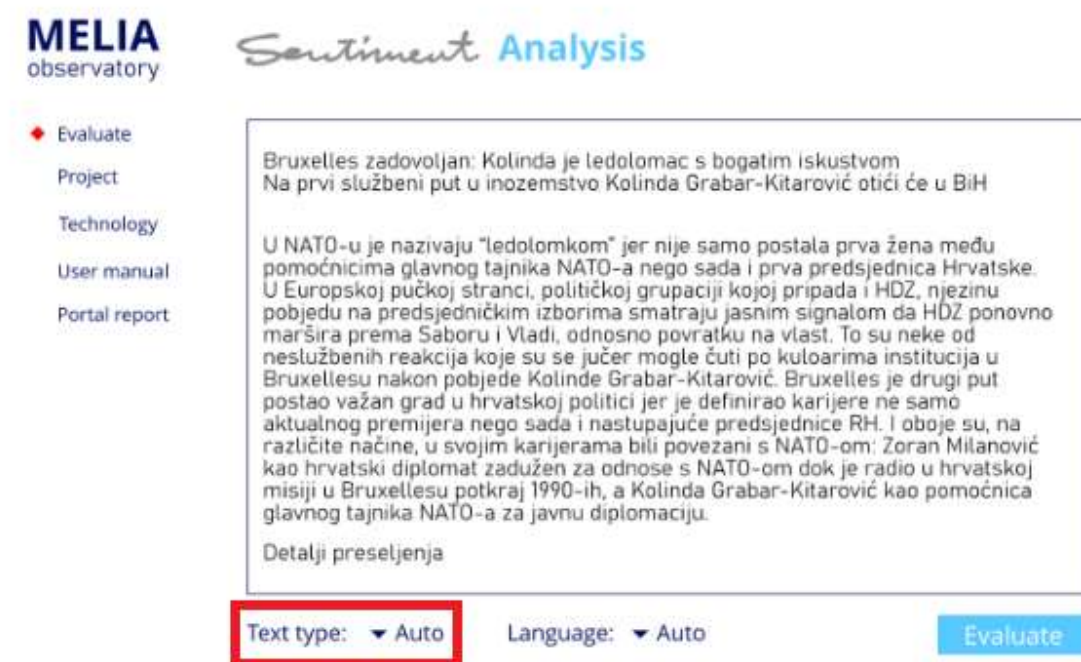 MELIA
observatory
Sentiment Analysis
Evaluate
Project
Technology
User manual
Portal report
Bruxelles zadovoljan: Kolinda je ledolomac s bogatim iskustvom
Na prvi službeni put u inozemstvo Kolinda Grabar-Kitarović otići će u BiH
U NATO-u je nazivaju "ledolomkom" jer nije samo postala prva žena među
pomoćnicima glavnog tajnika NATO-a nego sada i prva predsjednica Hrvatske.
U Europskoj pučkoj stranci, političkoj grupaciji kojoj pripada i HDZ, njezinu
pobjedu na predsjedničkim izborima smatraju jasnim signalom da HDZ ponovno
maršira prema Saboru i Vladi, odnosno povratku na vlast. To su neke od
neslužbenih reakcija koje su se jučer mogle čuti po kuloarima institucija u
Bruxellesu nakon pobjede Kolinde Grabar-Kitarović. Bruxelles je drugi put
postao važan grad u hrvatskoj politici jer je definirao karijere ne samo
aktualnog premijera nego sada i nastupajuće predsjednice RH. I oboje su, na
različite načine, u svojim karijerama bili povezani s NATO-om: Zoran Milanović
kao hrvatski diplomat zadužen za odnose s NATO-om dok je radio u hrvatskoj
misiji u Bruxellesu potkraj 1990-ih, a Kolinda Grabar-Kitarović kao pomoćnica
glavnog tajnika NATO-a za javnu diplomaciju.
Detalji preseljenja
Text type: Auto Language: Auto Evaluate